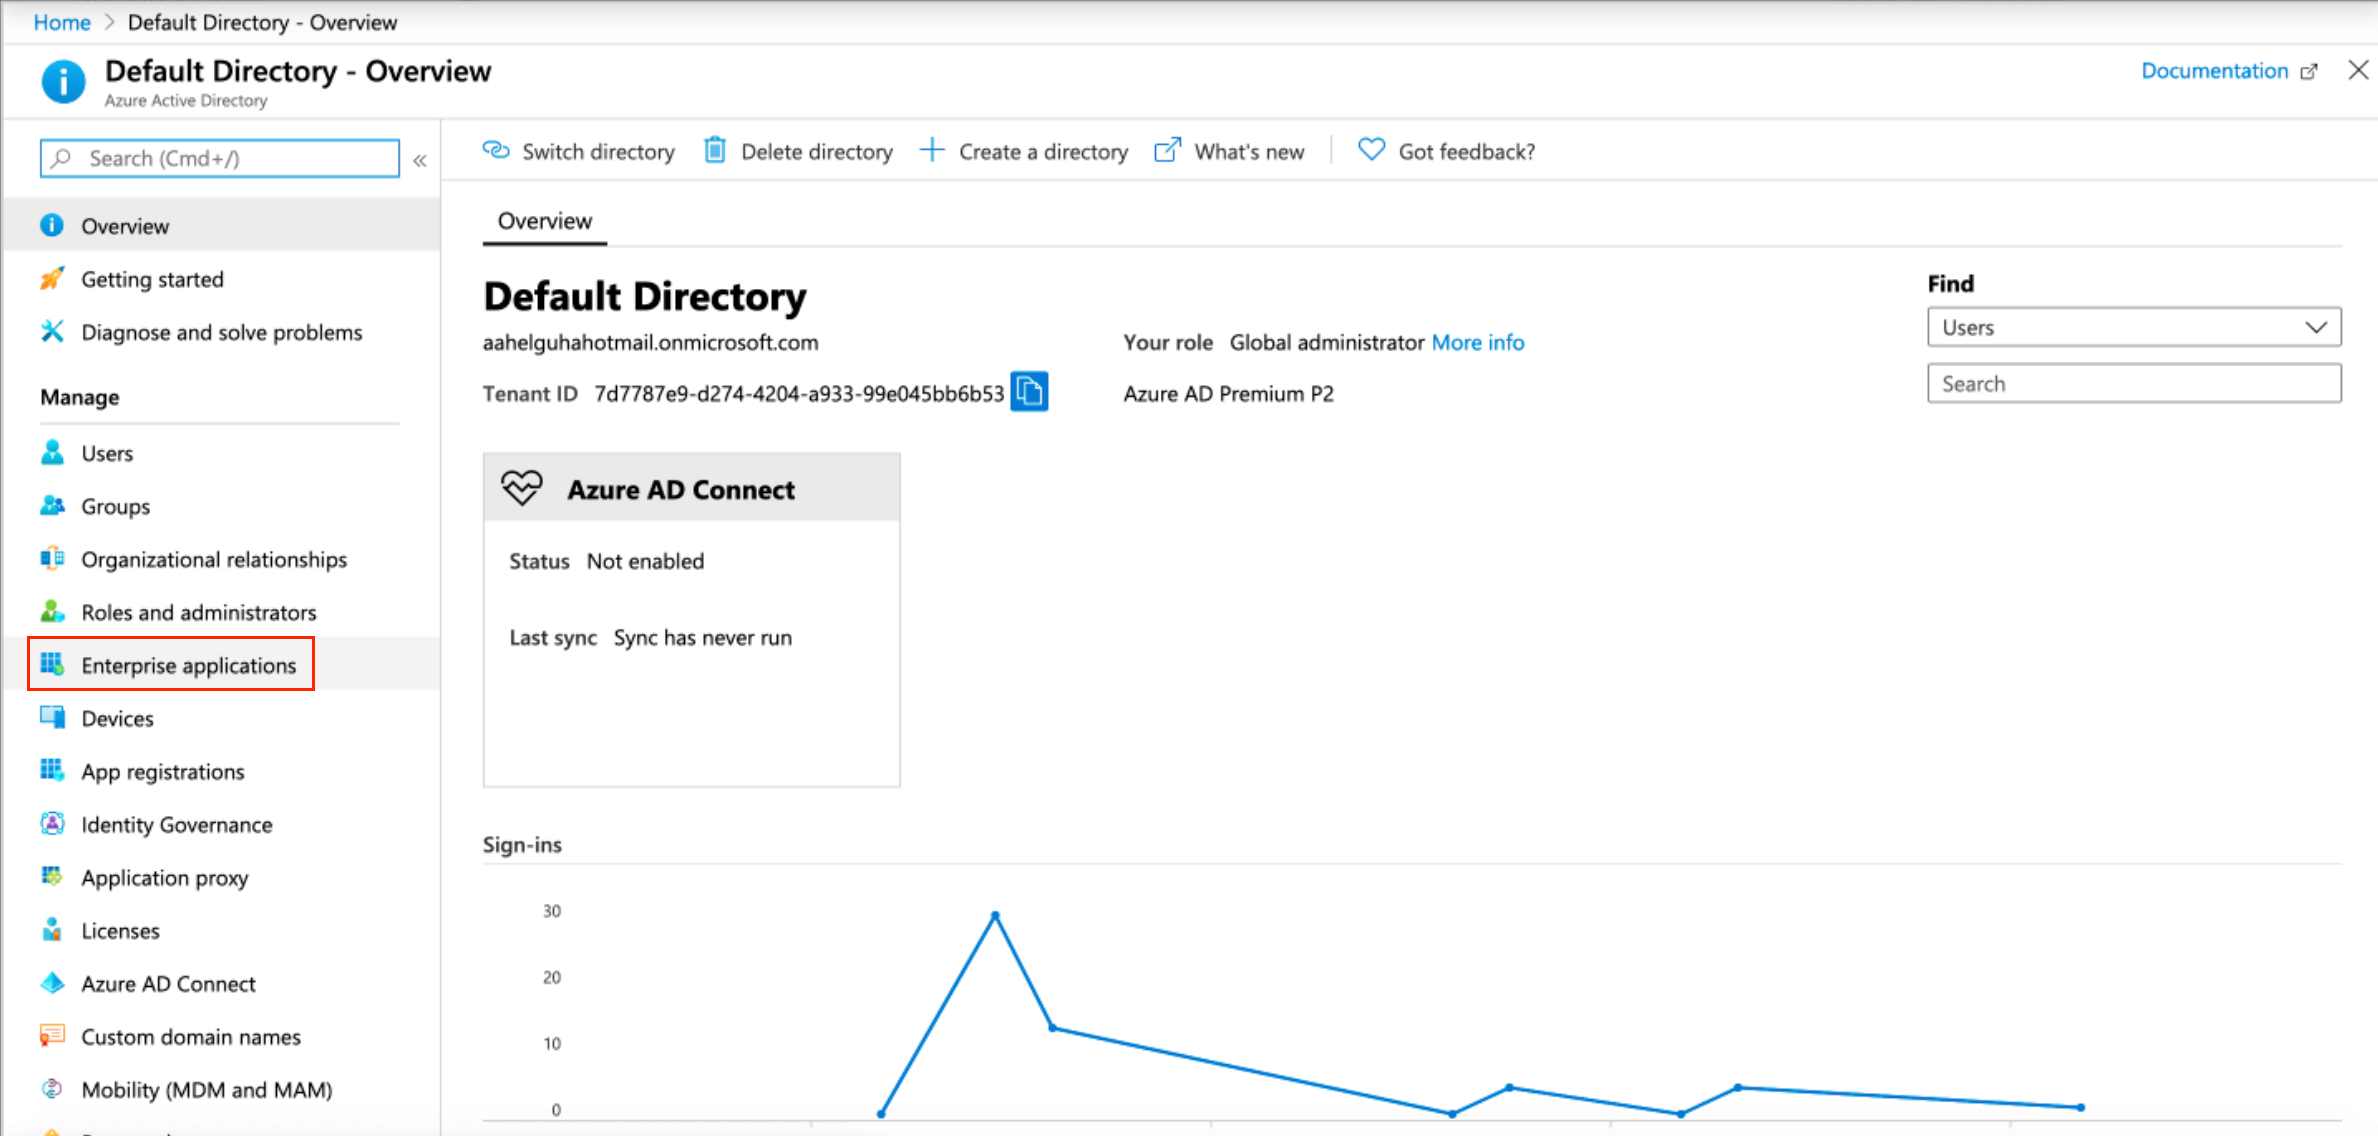 Home > Default Directory - Overview
Default Directory - Overview
Azure Active Directory
Documentation
Search (Cmd+/)
«
Switch directory
Delete directory
Create a directory
What's new
Got feedback?
Overview
Getting started
Diagnose and solve problems
Manage
Users
Groups
Organizational relationships
Roles and administrators
Enterprise applications
Devices
App registrations
Identity Governance
Application proxy
Licenses
Azure AD Connect
Custom domain names
Mobility (MDM and MAM)
Overview
Default Directory
aahelguhahotmail.onmicrosoft.com
Tenant ID 7d7787e9-d274-4204-a933-99e045bb6b53
Your role Global administrator More info
Azure AD Premium P2
Find
Users
Search
Azure AD Connect
Status Not enabled
Last sync Sync has never run
Sign-ins
30
20
10
0